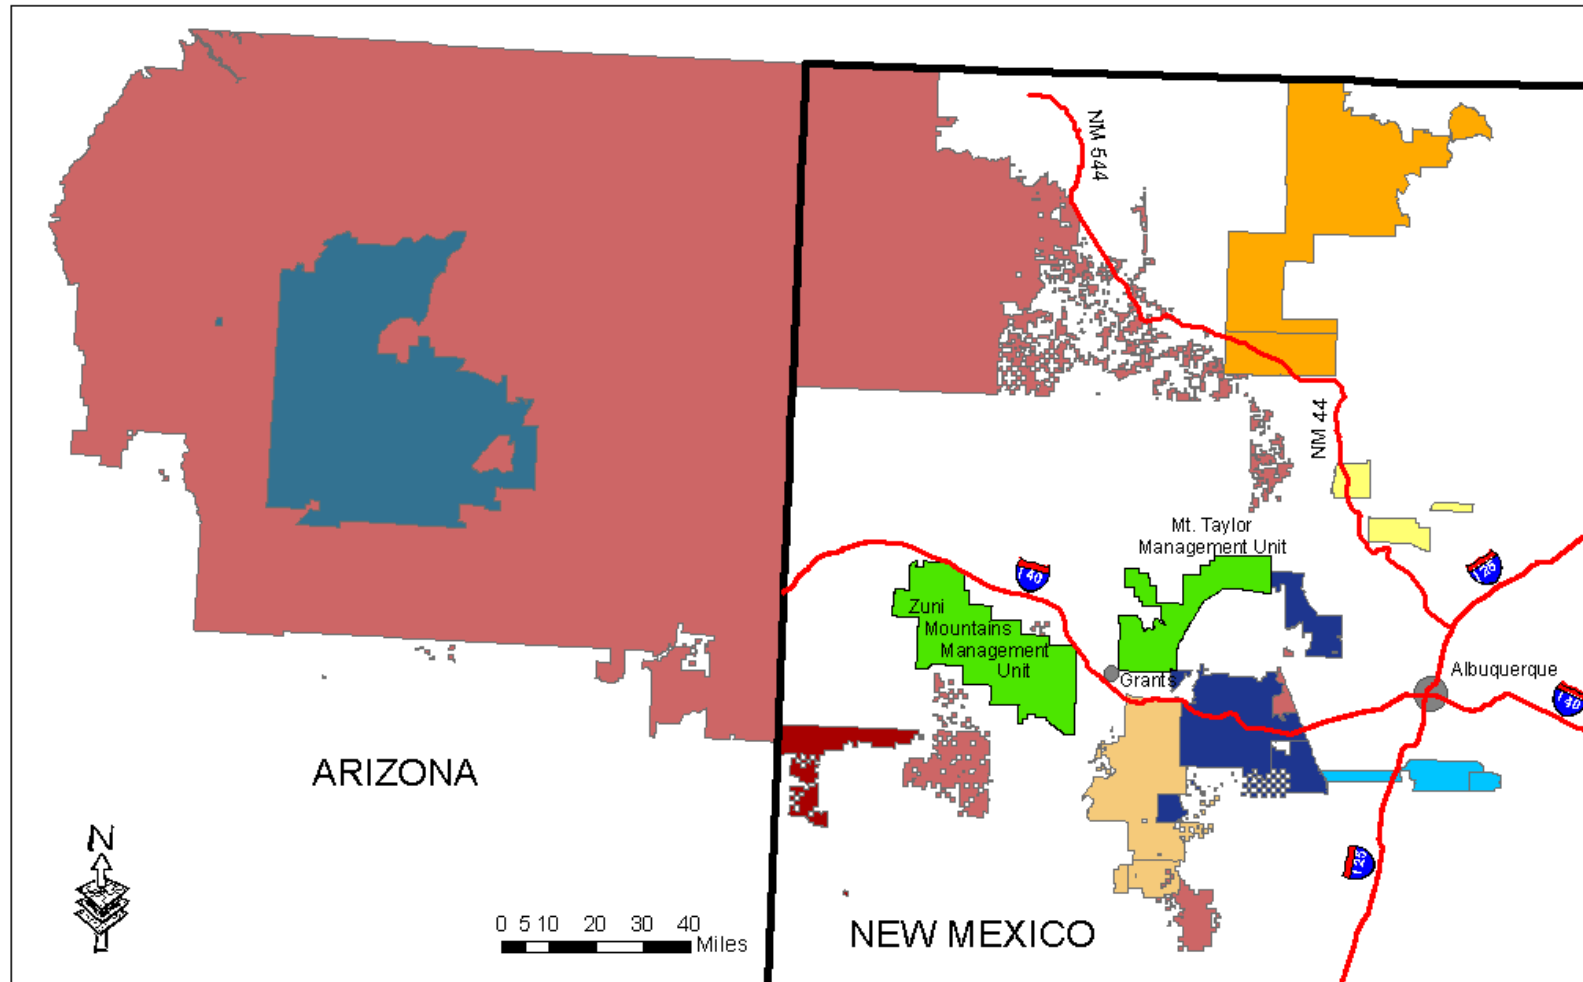 NM 544
NM 44
Mt. Taylor
Management Unit
I 40
I 25
Zuni
Mountains
Management
Unit
Grants
Albuquerque
I 40
ARIZONA
I 25
N
0 5 10 20 30 40
Miles
NEW MEXICO